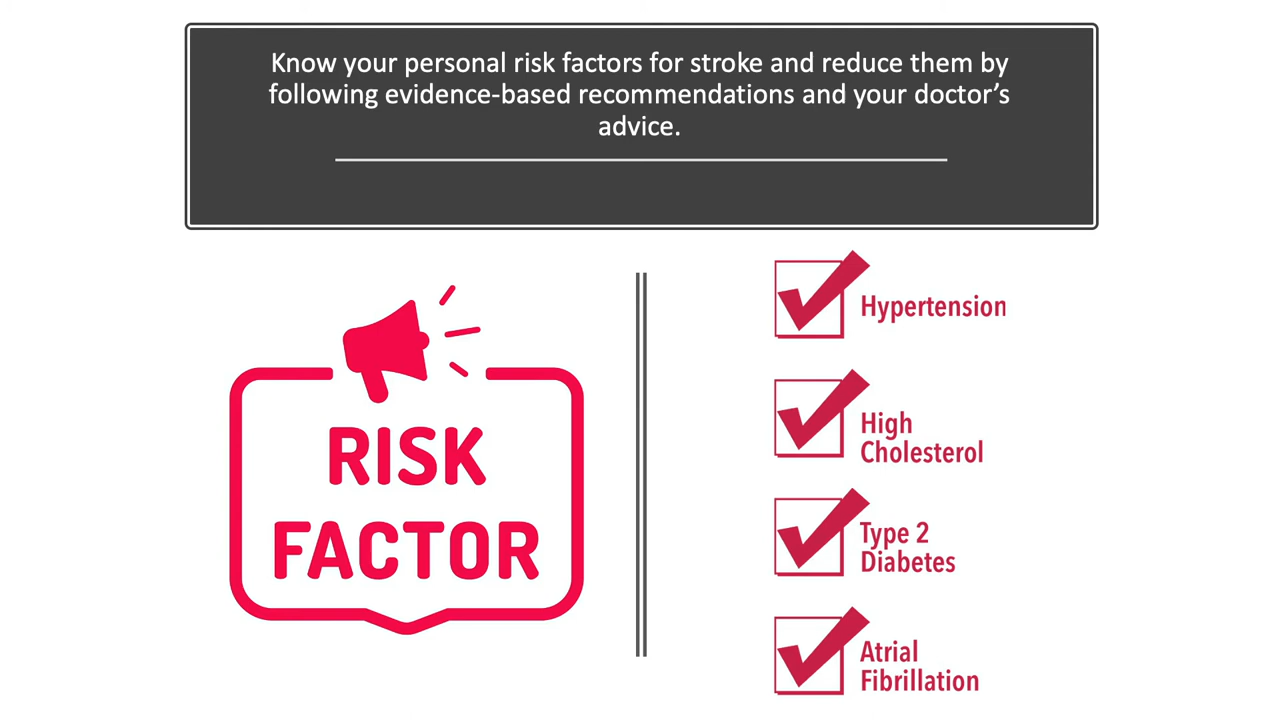 Know your personal risk factors for stroke and reduce them by
following evidence-based recommendations and your doctor’s
advice.
RISK
FACTOR
Hypertension
High
Cholesterol
Type 2
Diabetes
Atrial
Fibrillation